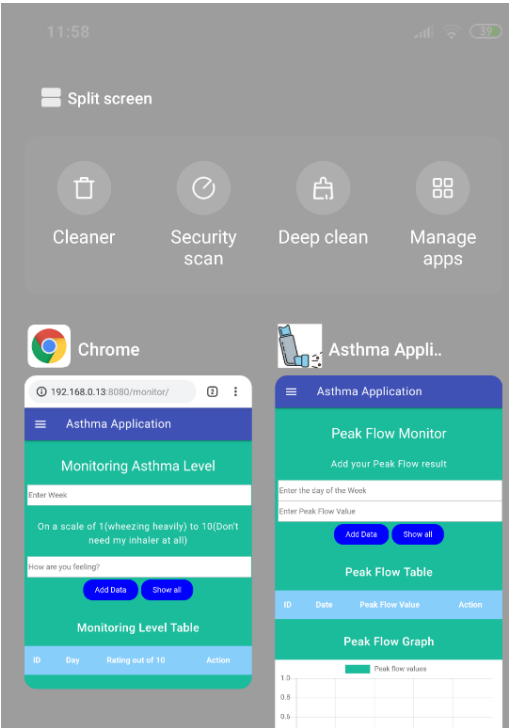 11:58
39
Split screen
Cleaner
Security
scan
Deep clean
Manage
apps
Chrome
192.168.0.13:8080/monitor/
2
Asthma Application
Monitoring Asthma Level
Enter Week
On a scale of 1(wheezing heavily) to 10(Don't
need my inhaler at all)
How are you feeling?
Add Data Show all
Monitoring Level Table
ID Day Rating out of 10 Action
Asthma Appli..
Asthma Application
Peak Flow Monitor
Add your Peak Flow result
Enter the day of the Week
Enter Peak Flow Value
Add Data Show all
Peak Flow Table
ID Date Peak Flow Value Action
Peak Flow Graph
Peak flow values
1.0
0.8
0.6